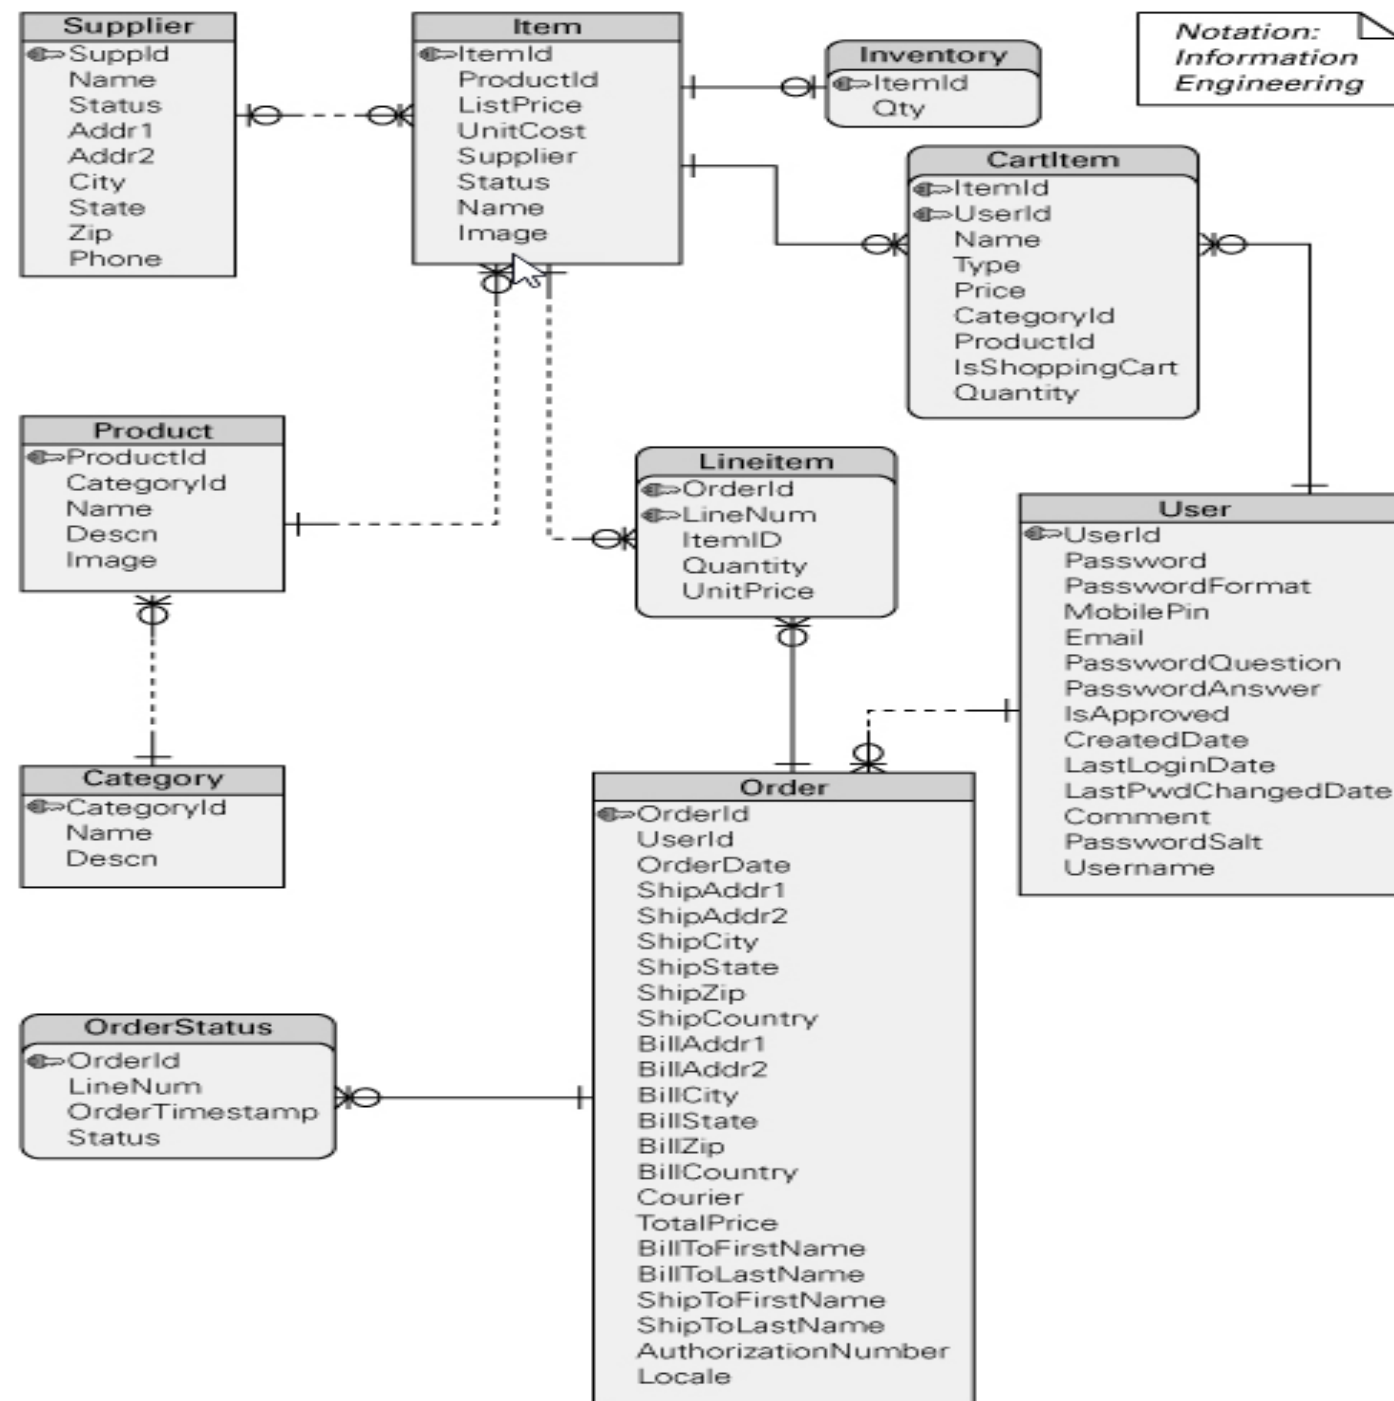 Supplier
SuppId
Name
Status
Addr1
Addr2
City
State
Zip
Phone
Item
ItemId
ProductId
ListPrice
UnitCost
Supplier
Status
Name
Image
Inventory
ItemId
Qty
Notation:
Information
Engineering
CartItem
ItemId
UserId
Name
Type
Price
CategoryId
ProductId
IsShoppingCart
Quantity
Product
ProductId
CategoryId
Name
Descn
Image
Lineitem
OrderId
LineNum
ItemID
Quantity
UnitPrice
User
UserId
Password
PasswordFormat
MobilePin
Email
PasswordQuestion
PasswordAnswer
IsApproved
CreatedDate
LastLoginDate
LastPwdChangedDate
Comment
PasswordSalt
Username
Category
CategoryId
Name
Descn
Order
OrderId
UserId
OrderDate
ShipAddr1
ShipAddr2
ShipCity
ShipState
ShipZip
ShipCountry
BillAddr1
BillAddr2
BillCity
BillState
BillZip
BillCountry
Courier
TotalPrice
BillToFirstName
BillToLastName
ShipToFirstName
ShipToLastName
AuthorizationNumber
Locale
OrderStatus
OrderId
LineNum
OrderTimestamp
Status